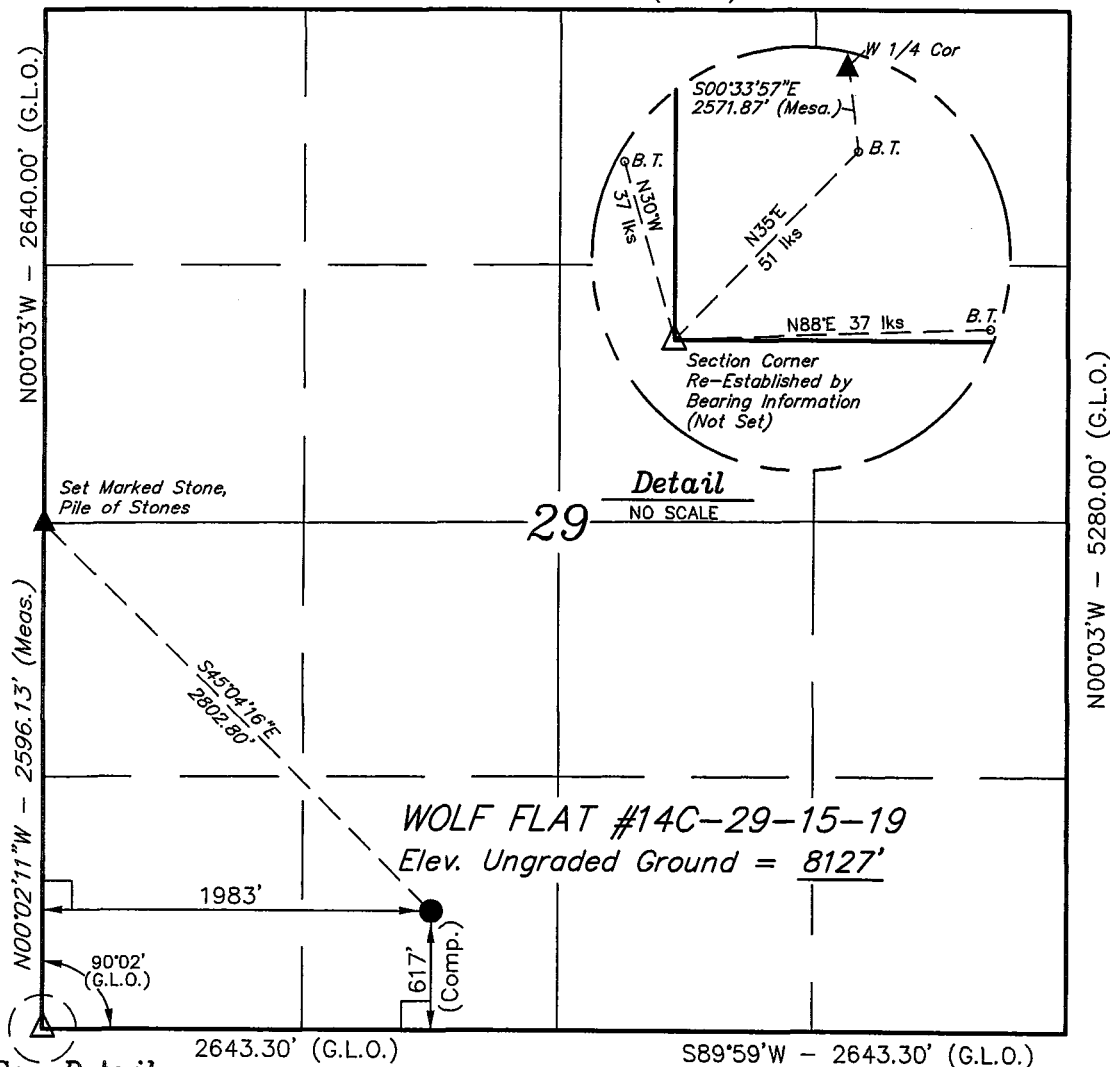 N00°03'W - 2640.00' (G.L.O.)
W 1/4 Cor
S00°33'57"E
2571.87' (Mesa.)
B.T.
B.T.
N30°W
37 lks
N35°E
51 lks
N88°E 37 lks
B.T.
Section Corner
Re-Established by
Bearing Information
(Not Set)
Detail
NO SCALE
Set Marked Stone,
Pile of Stones
29
N00°03'W - 5280.00' (G.L.O.)
N00°02'11"W - 2596.13' (Meas.)
S45°04'16"E
2802.80'
WOLF FLAT #14C-29-15-19
Elev. Ungraded Ground = 8127'
1983'
617'
(Comp.)
90°02'
(G.L.O.)
2643.30' (G.L.O.)
S89°59'W - 2643.30' (G.L.O.)